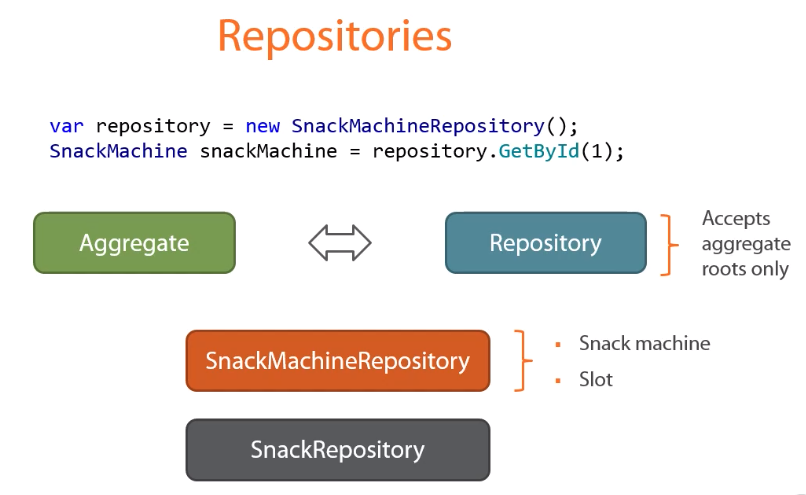 Repositories
var repository = new SnackMachineRepository();
SnackMachine snackMachine = repository.GetById(1);
Aggregate
Repository
Accepts
aggregate
roots only
SnackMachineRepository
Snack machine
Slot
SnackRepository